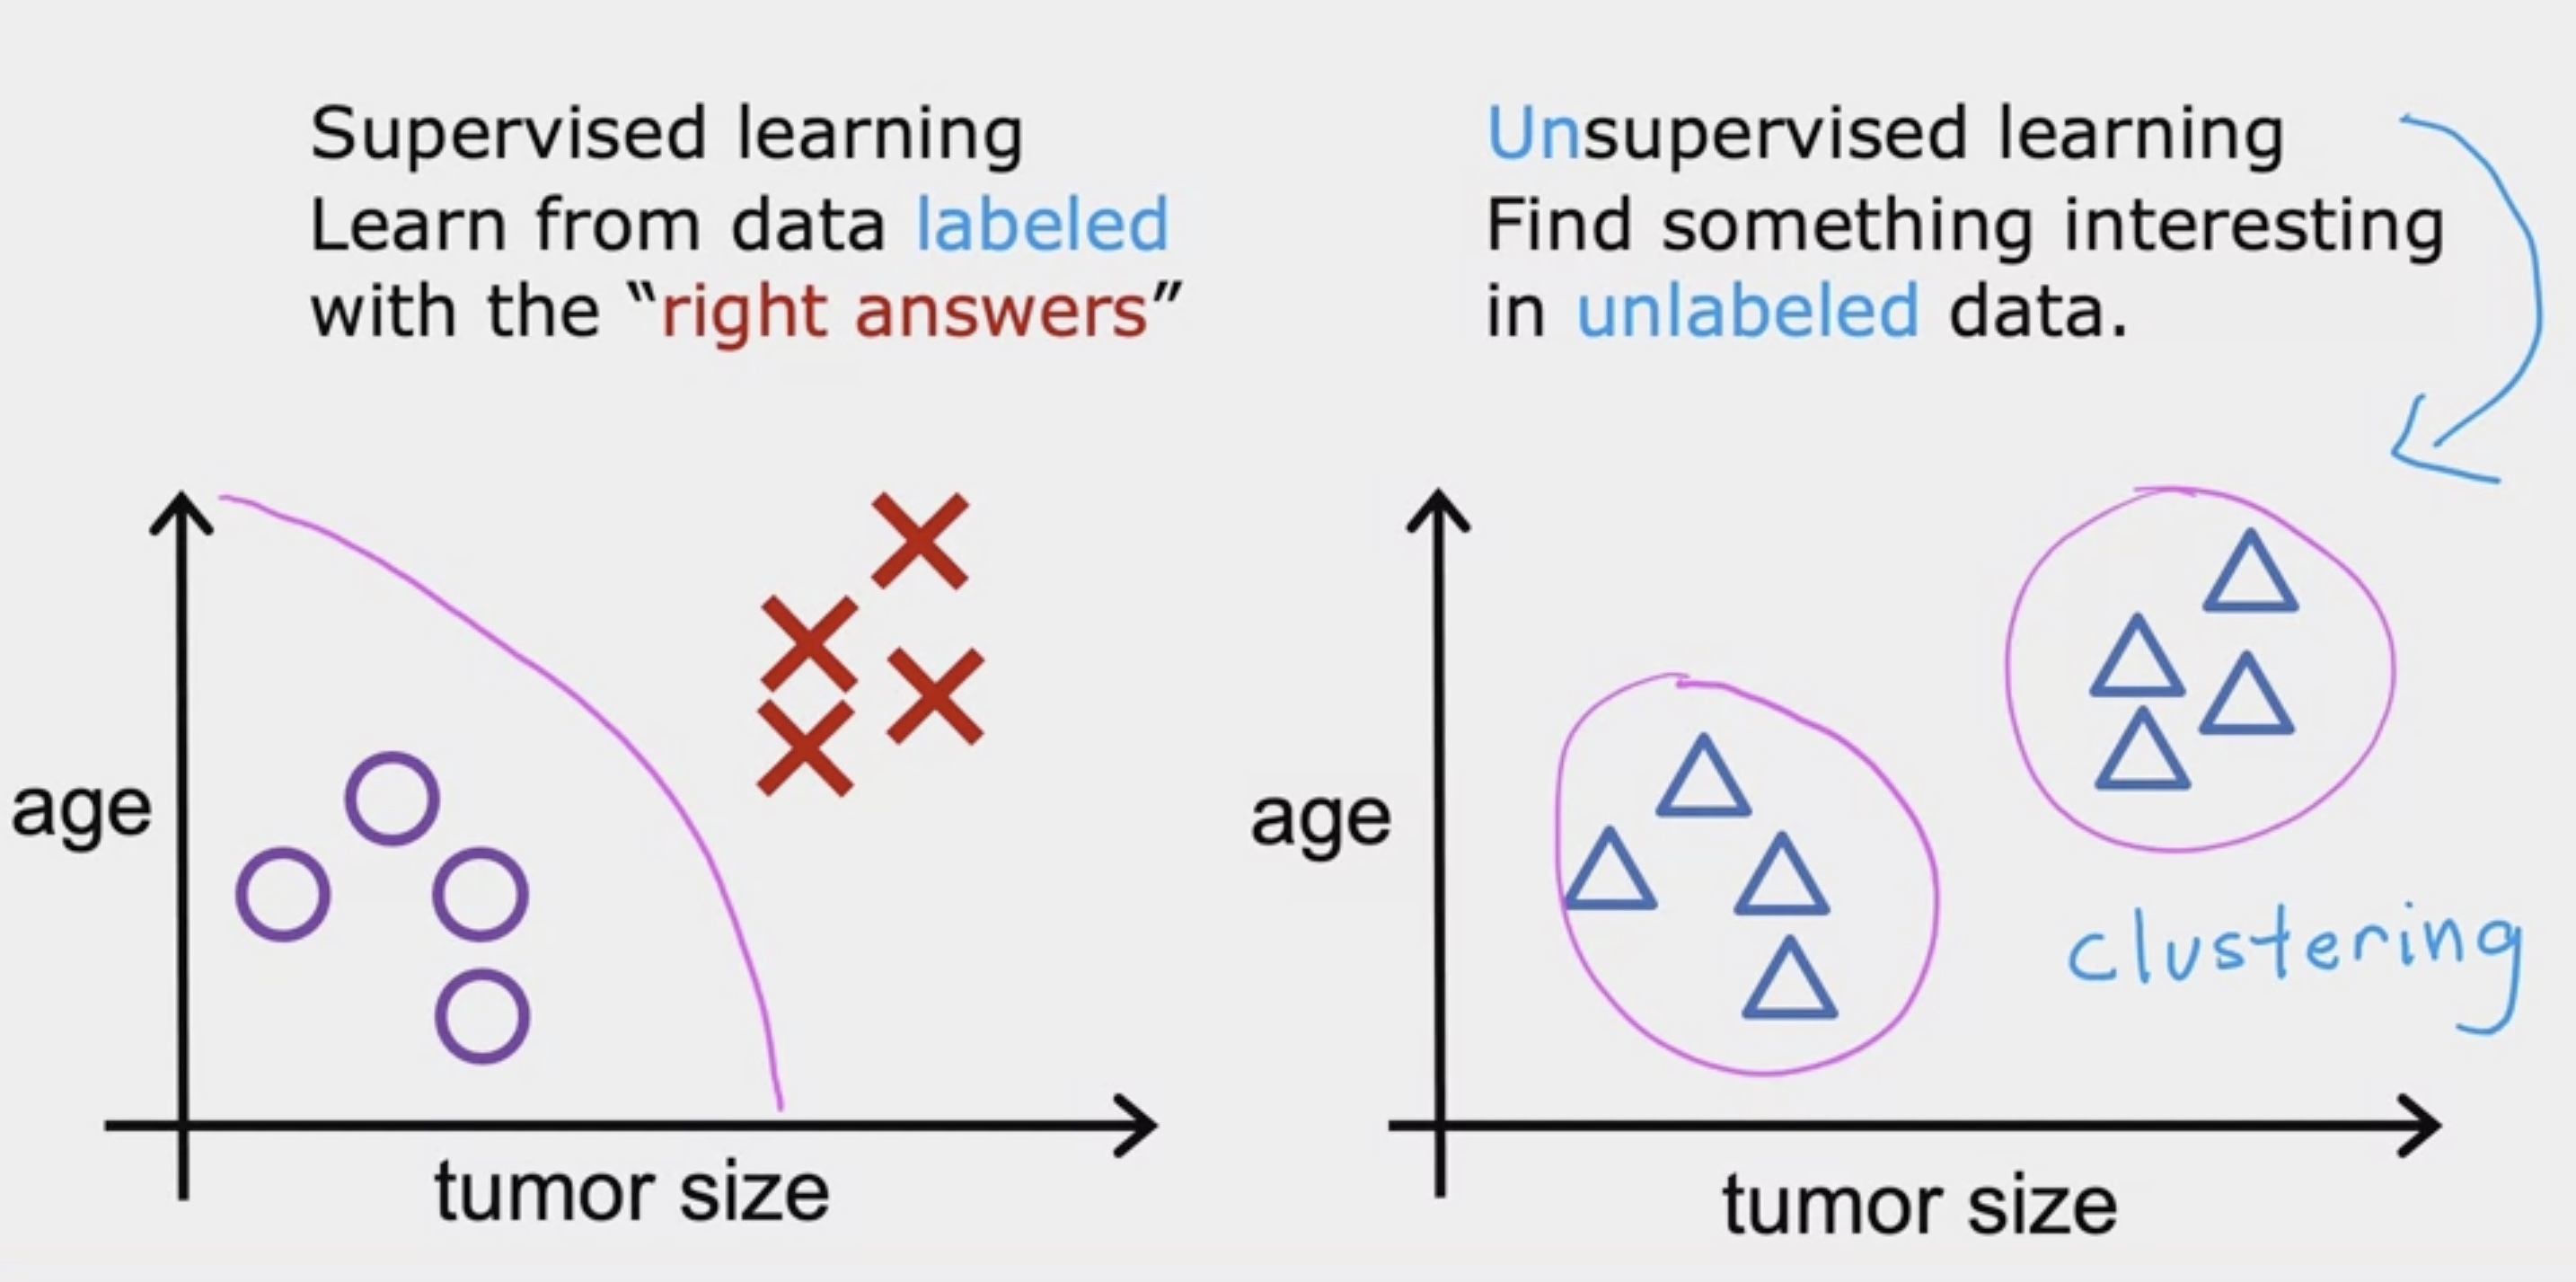 Supervised learning
Learn from data labeled
with the “right answers”
age
tumor size
Unsupervised learning
Find something interesting
in unlabeled data.
age
clustering
tumor size